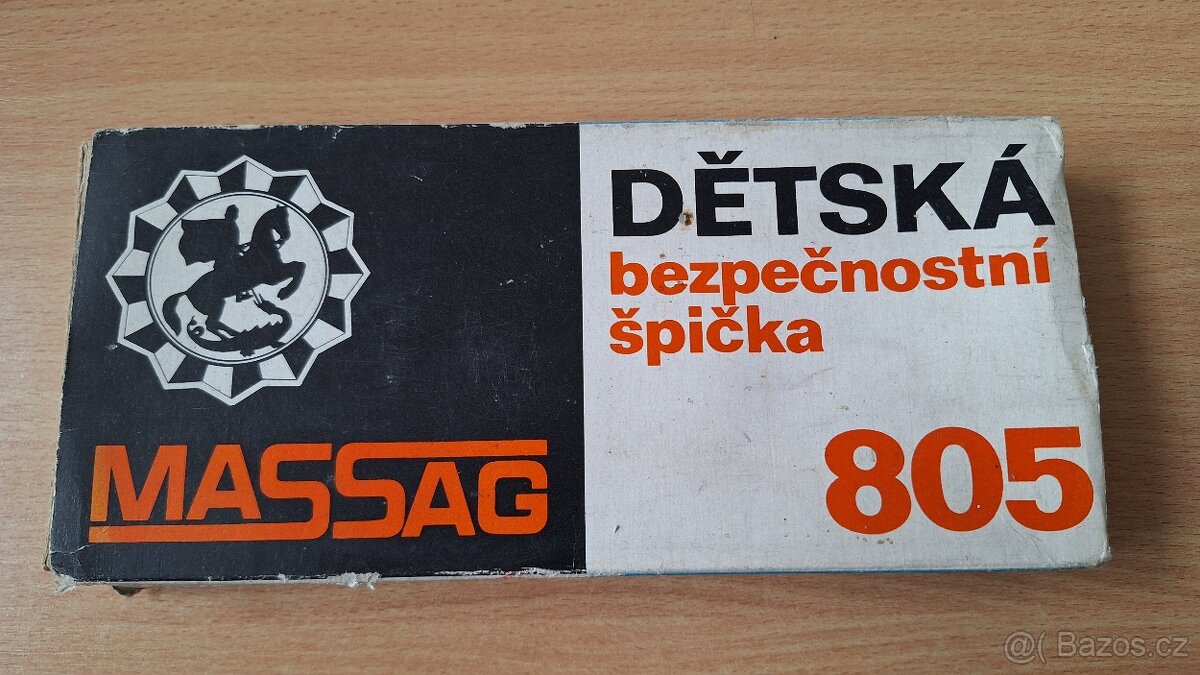 MASSAG
DĚTSKÁ
bezpečnostní
špička
805
@( Bazos.cz